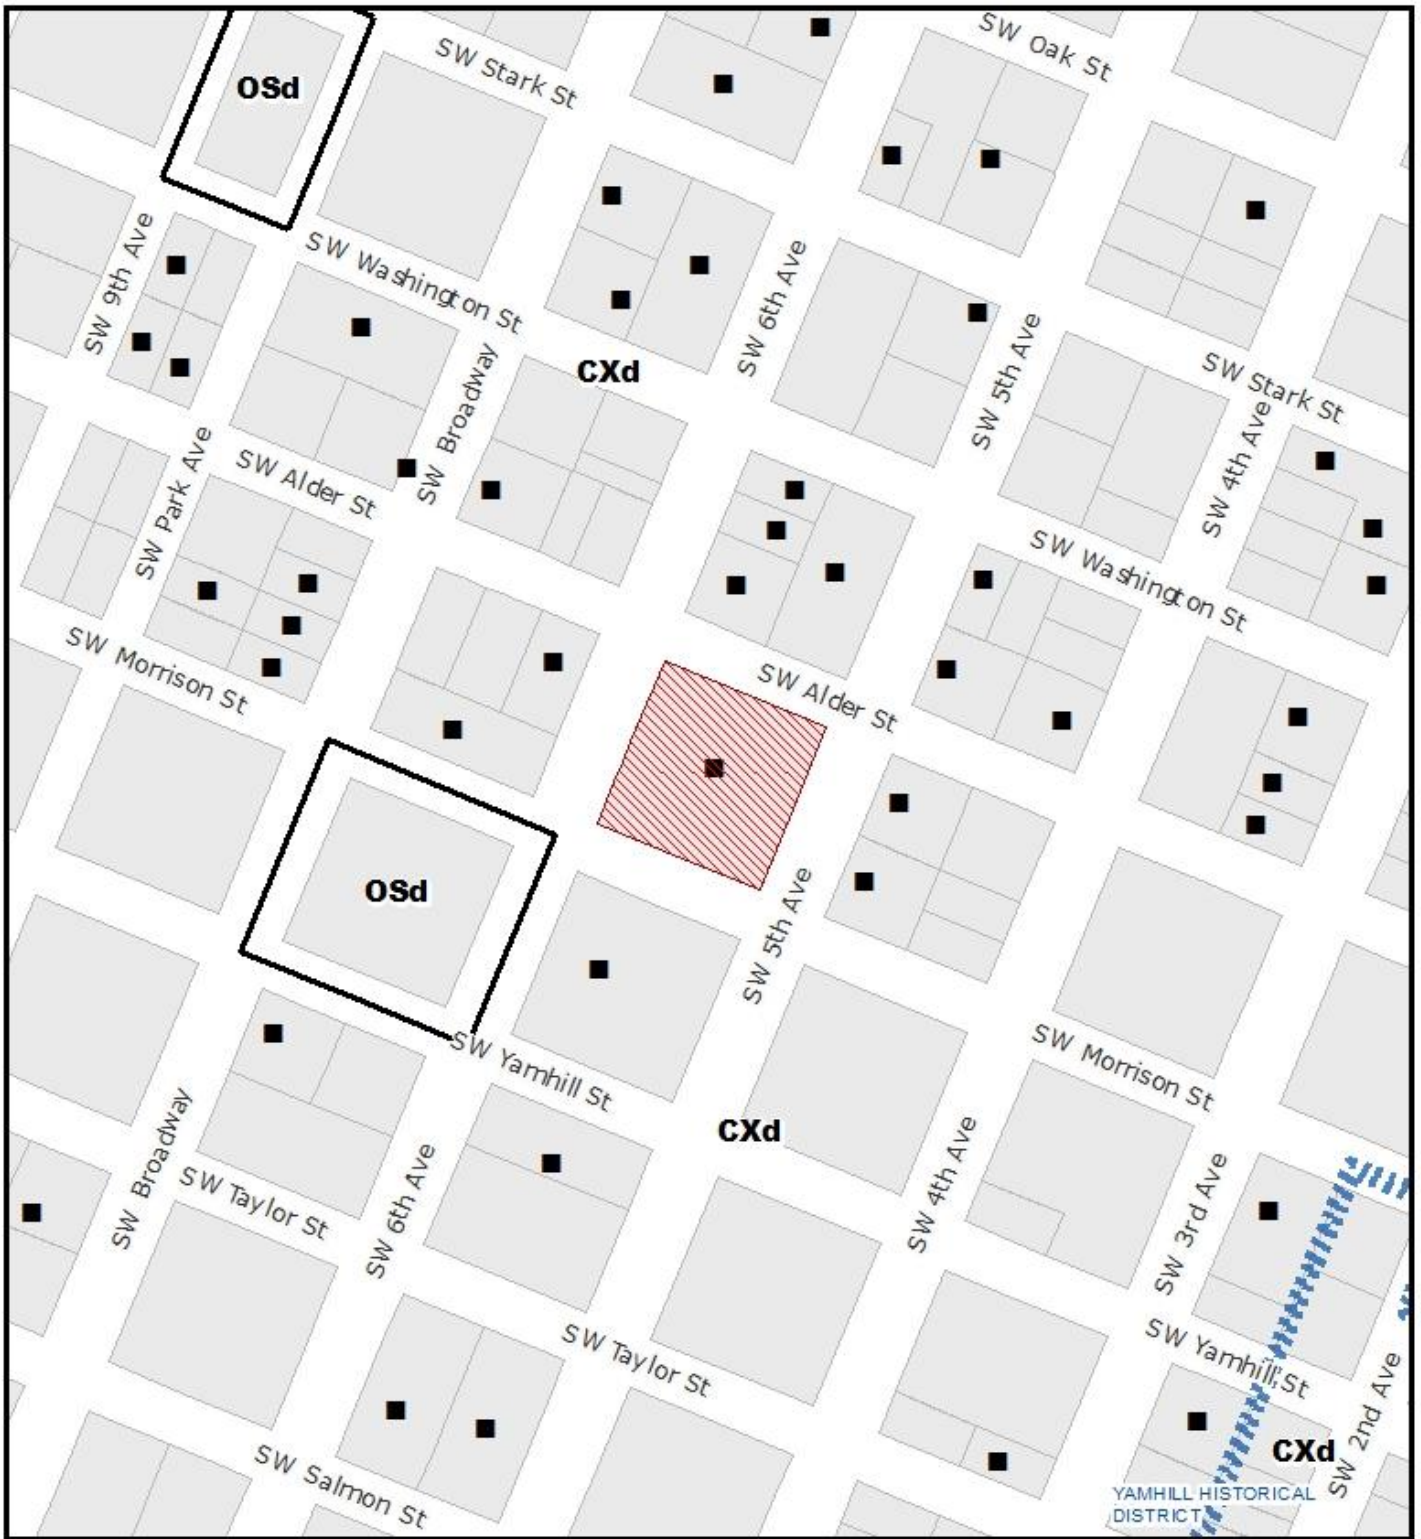 SW Oak St
SW Stark St
OSd
SW 9th Ave
SW Washington St
SW 6th Ave
SW 5th Ave
CXd
SW Broadway
SW Stark St
SW 4th Ave
SW Park Ave
SW Alder St
SW Washington St
SW Morrison St
SW Alder St
OSd
SW 5th Ave
SW Yamhill St
SW Morrison St
CXd
SW Broadway
SW 6th Ave
SW 4th Ave
SW 3rd Ave
SW Taylor St
SW Taylor St
SW Yamhill St
SW 2nd Ave
CXd
SW Salmon St
YAMHILL HISTORICAL
DISTRICT